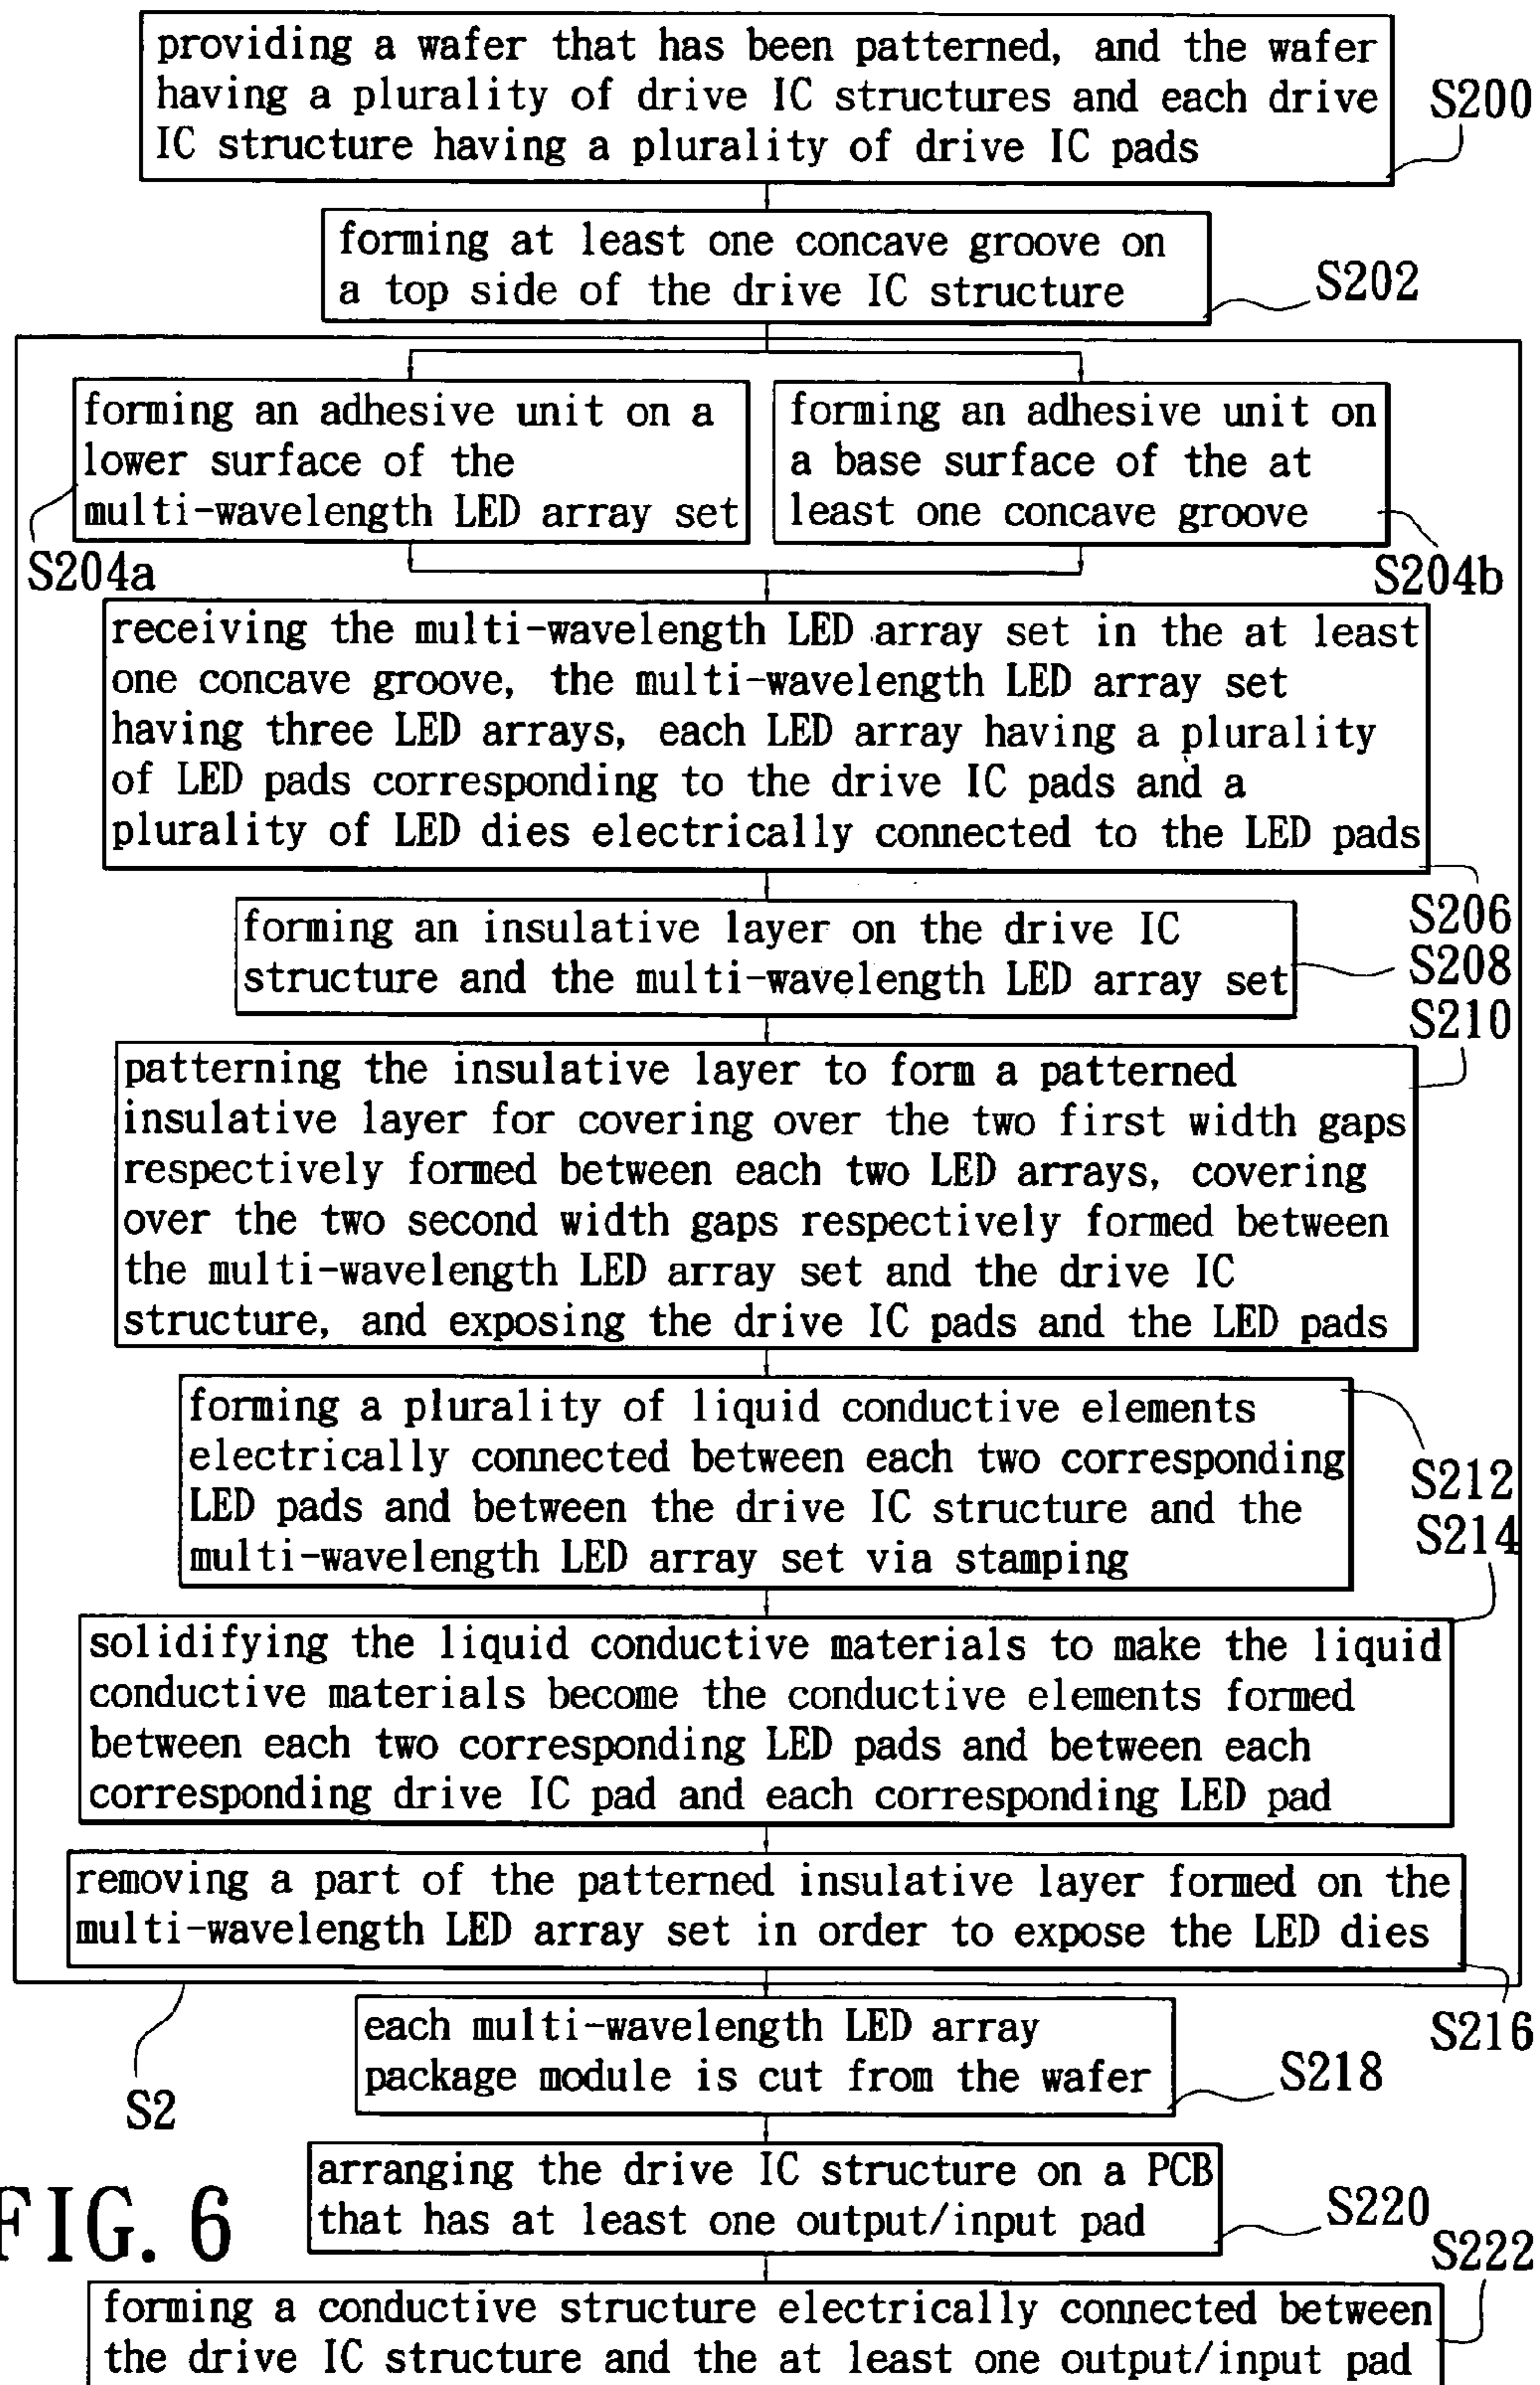 providing a wafer that has been patterned, and the wafer
having a plurality of drive IC structures and each drive
IC structure having a plurality of drive IC pads
S200
forming at least one concave groove on
a top side of the drive IC structure
S202
forming an adhesive unit on a
lower surface of the
multi-wavelength LED array set
S204a
forming an adhesive unit on
a base surface of the at
least one concave groove
S204b
receiving the multi-wavelength LED array set in the at least
one concave groove, the multi-wavelength LED array set
having three LED arrays, each LED array having a plurality
of LED pads corresponding to the drive IC pads and a
plurality of LED dies electrically connected to the LED pads
S206
forming an insulative layer on the drive IC
structure and the multi-wavelength LED array set
S208
S210
patterning the insulative layer to form a patterned
insulative layer for covering over the two first width gaps
respectively formed between each two LED arrays, covering
over the two second width gaps respectively formed between
the multi-wavelength LED array set and the drive IC
structure, and exposing the drive IC pads and the LED pads
forming a plurality of liquid conductive elements
electrically connected between each two corresponding
LED pads and between the drive IC structure and the
multi-wavelength LED array set via stamping
S212
S214
solidifying the liquid conductive materials to make the liquid
conductive materials become the conductive elements formed
between each two corresponding LED pads and between each
corresponding drive IC pad and each corresponding LED pad
removing a part of the patterned insulative layer formed on the
multi-wavelength LED array set in order to expose the LED dies
S216
S2
each multi-wavelength LED array
package module is cut from the wafer
S218
arranging the drive IC structure on a PCB
that has at least one output/input pad
S220
FIG. 6
S222
forming a conductive structure electrically connected between
the drive IC structure and the at least one output/input pad